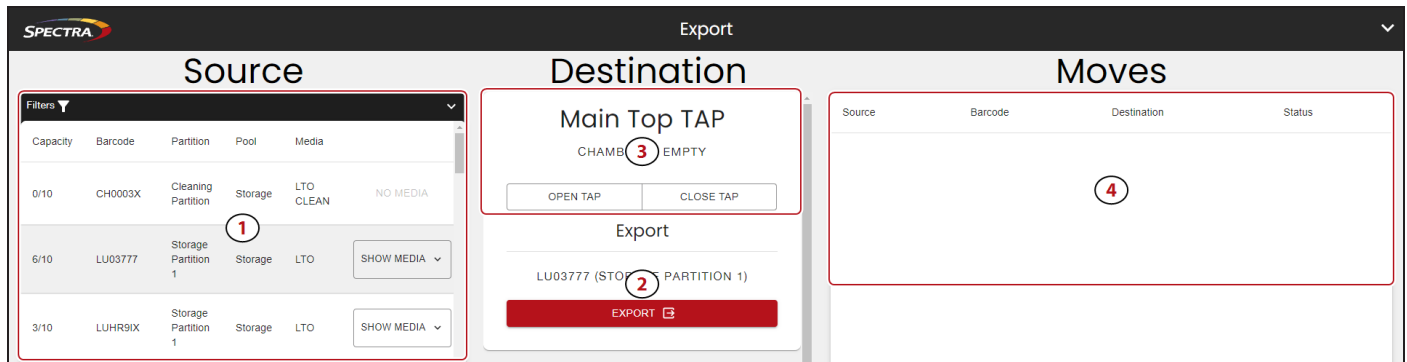 SPECTRA
Export
Source
Destination
Moves
Filters
Capacity Barcode Partition Pool Media
0/10 CH0003X Cleaning Partition Storage LTO CLEAN NO MEDIA
1
6/10 LU03777 Storage Partition 1 Storage LTO SHOW MEDIA
3/10 LUHR9IX Storage Partition 1 Storage LTO SHOW MEDIA
Main Top TAP
CHAMB 3 EMPTY
OPEN TAP CLOSE TAP
Export
LU03777 (STO 2 E PARTITION 1)
EXPORT
Source Barcode Destination Status
4